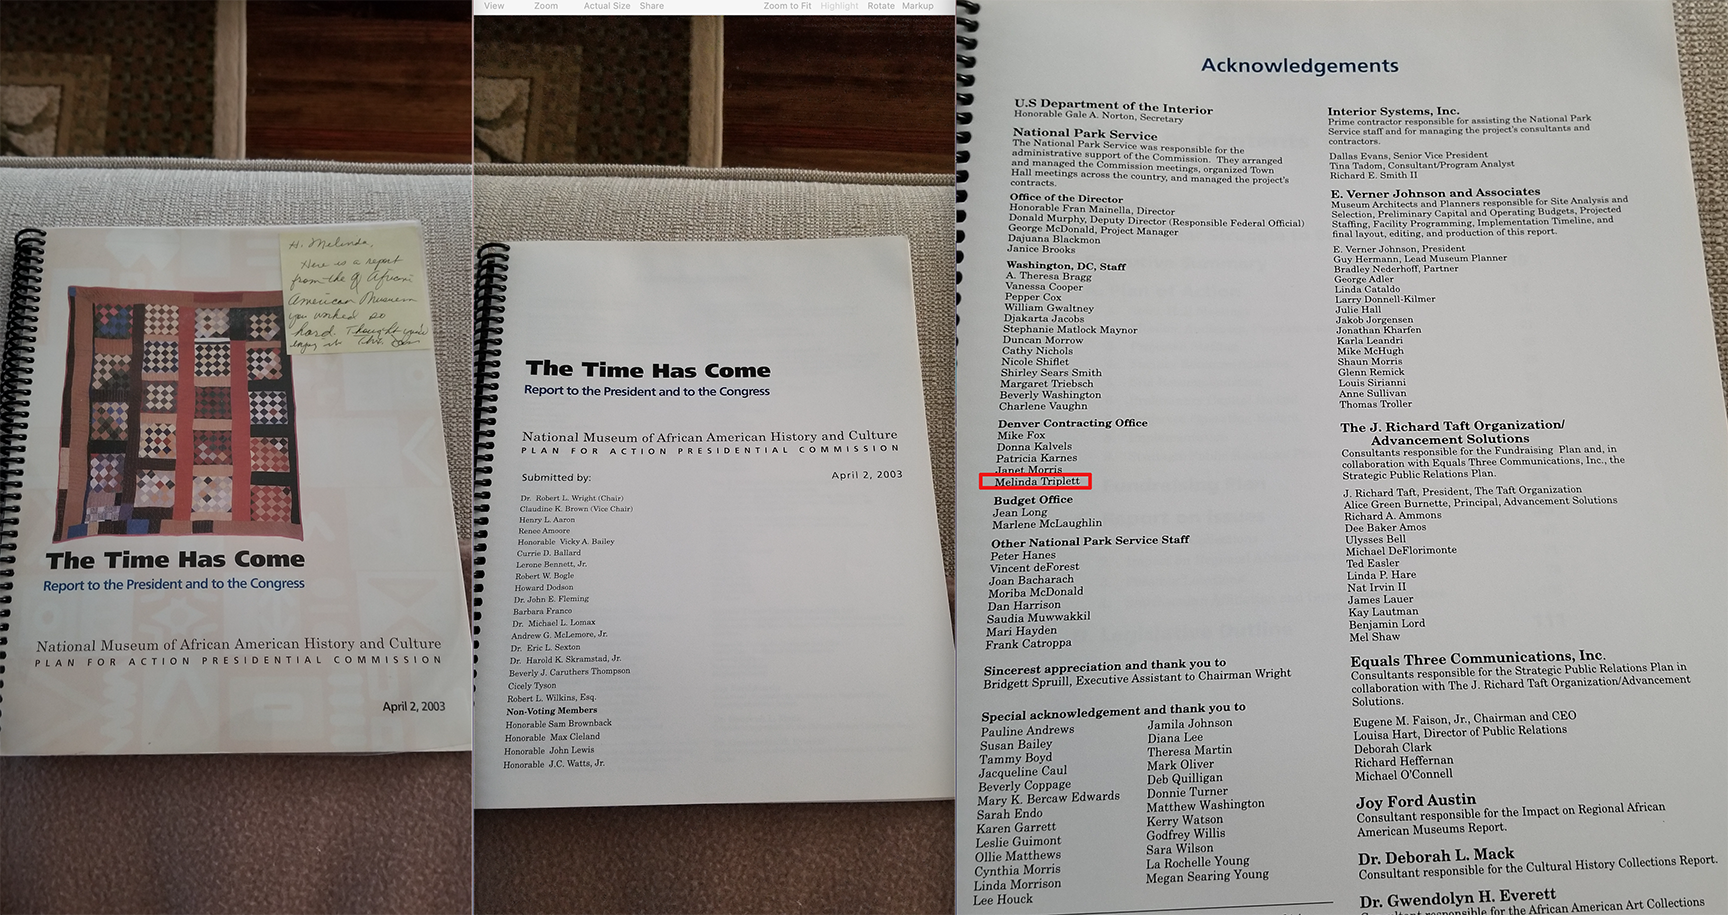 View Zoom Actual Size Share Zoom to Fit Highlight Rotate Markup
Hi Melinda,
Here is a report
from the African
American Museum
you worked so
hard. Thought you'd
enjoy it.
The Time Has Come
Report to the President and to the Congress
National Museum of African American History and Culture
PLAN FOR ACTION PRESIDENTIAL COMMISSION
April 2, 2003
The Time Has Come
Report to the President and to the Congress
National Museum of African American History and Culture
PLAN FOR ACTION PRESIDENTIAL COMMISSION
April 2, 2003
Submitted by:
Dr. Robert L. Wright (Chair)
Claudine K. Brown (Vice Chair)
Henry L. Aaron
Renee Amoore
Honorable Vicky A. Bailey
Currie D. Ballard
Lerone Bennett, Jr.
Robert W. Bogle
Howard Dodson
Dr. John E. Fleming
Barbara Franco
Dr. Michael L. Lomax
Andrew G. McLemore, Jr.
Dr. Eric L. Sexton
Dr. Harold K. Skramstad, Jr.
Beverly J. Caruthers Thompson
Cicely Tyson
Robert L. Wilkins, Esq.
Non-Voting Members
Honorable Sam Brownback
Honorable Max Cleland
Honorable John Lewis
Honorable J.C. Watts, Jr.
Acknowledgements
U.S Department of the Interior
Honorable Gale A. Norton, Secretary
National Park Service
The National Park Service was responsible for the
administrative support of the Commission. They arranged
and managed the Commission meetings, organized Town
Hall meetings across the country, and managed the project's
contracts.
Office of the Director
Honorable Fran Mainella, Director
Donald Murphy, Deputy Director (Responsible Federal Official)
George McDonald, Project Manager
Dajuana Blackmon
Janice Brooks
Washington, DC, Staff
A. Theresa Bragg
Vanessa Cooper
Pepper Cox
William Gwaltney
Djakarta Jacobs
Stephanie Matlock Maynor
Duncan Morrow
Cathy Nichols
Nicole Shiflet
Shirley Sears Smith
Margaret Triebsch
Beverly Washington
Charlene Vaughn
Denver Contracting Office
Mike Fox
Donna Kalvels
Patricia Karnes
Janet Morris
Melinda Triplett
Budget Office
Jean Long
Marlene McLaughlin
Other National Park Service Staff
Peter Hanes
Vincent deForest
Joan Bacharach
Moriba McDonald
Dan Harrison
Saudia Muwwakkil
Mari Hayden
Frank Catroppa
Sincerest appreciation and thank you to
Bridgett Spruill, Executive Assistant to Chairman Wright
Special acknowledgement and thank you to
Pauline Andrews
Susan Bailey
Tammy Boyd
Jacqueline Caul
Beverly Coppage
Mary K. Bercaw Edwards
Sarah Endo
Karen Garrett
Leslie Guimont
Ollie Matthews
Cynthia Morris
Linda Morrison
Lee Houck
Jamila Johnson
Diana Lee
Theresa Martin
Mark Oliver
Deb Quilligan
Donnie Turner
Matthew Washington
Kerry Watson
Godfrey Willis
Sara Wilson
La Rochelle Young
Megan Searing Young
Interior Systems, Inc.
Prime contractor responsible for assisting the National Park
Service staff and for managing the project's consultants and
contractors.
Dallas Evans, Senior Vice President
Tina Tadom, Consultant/Program Analyst
Richard E. Smith II
E. Verner Johnson and Associates
Museum Architects and Planners responsible for Site Analysis and
Selection, Preliminary Capital and Operating Budgets, Projected
Staffing, Facility Programming, Implementation Timeline, and
final layout, editing, and production of this report.
E. Verner Johnson, President
Guy Hermann, Lead Museum Planner
Bradley Nederhoff, Partner
George Adler
Linda Cataldo
Larry Donnell-Kilmer
Julie Hall
Jakob Jorgensen
Jonathan Kharfen
Karla Leandri
Mike McHugh
Shaun Morris
Glenn Remick
Louis Sirianni
Anne Sullivan
Thomas Troller
The J. Richard Taft Organization/
Advancement Solutions
Consultants responsible for the Fundraising Plan and, in
collaboration with Equals Three Communications, Inc., the
Strategic Public Relations Plan.
J. Richard Taft, President, The Taft Organization
Alice Green Burnette, Principal, Advancement Solutions
Richard A. Ammons
Dee Baker Amos
Ulysses Bell
Michael DeFlorimonte
Ted Easler
Linda P. Hare
Nat Irvin II
James Lauer
Kay Lautman
Benjamin Lord
Mel Shaw
Equals Three Communications, Inc.
Consultants responsible for the Strategic Public Relations Plan in
collaboration with The J. Richard Taft Organization/Advancement
Solutions.
Eugene M. Faison, Jr., Chairman and CEO
Louisa Hart, Director of Public Relations
Deborah Clark
Richard Heffernan
Michael O'Connell
Joy Ford Austin
Consultant responsible for the Impact on Regional African
American Museums Report.
Dr. Deborah L. Mack
Consultant responsible for the Cultural History Collections Report.
Dr. Gwendolyn H. Everett
Consultant responsible for the African American Art Collections